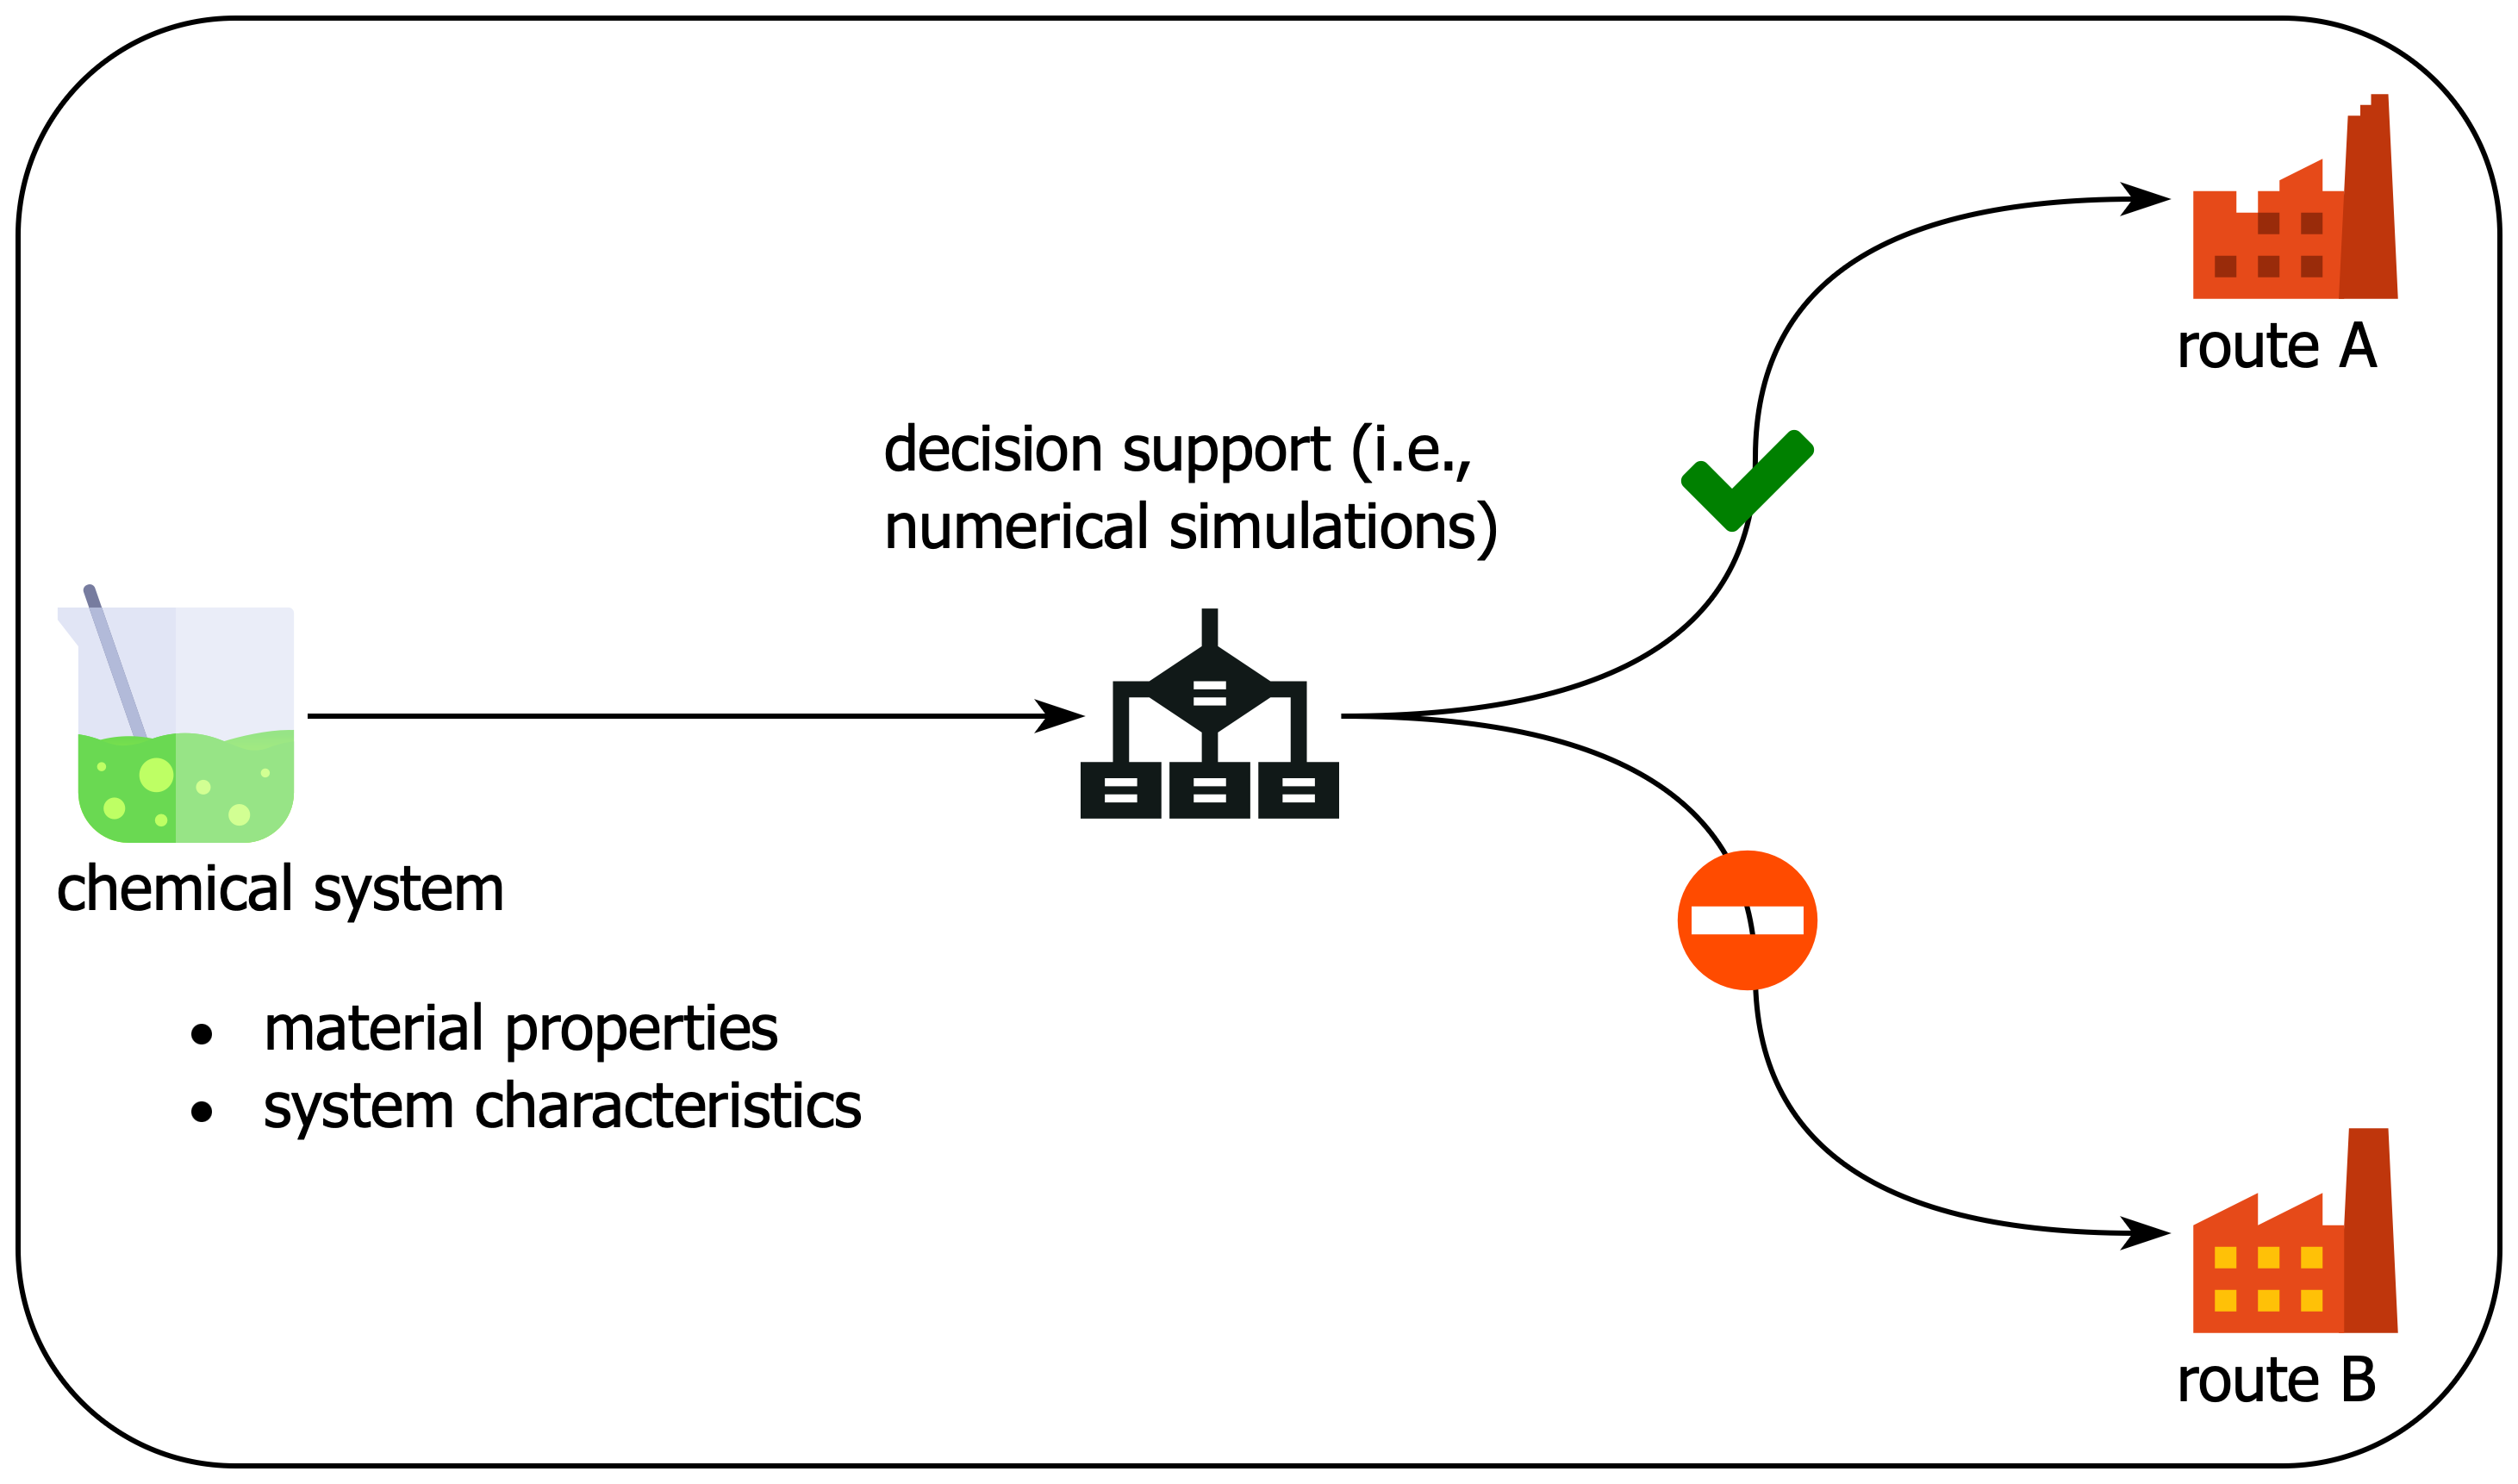 route A
decision support (i.e.,
numerical simulations)
chemical system
• material properties
• system characteristics
route B